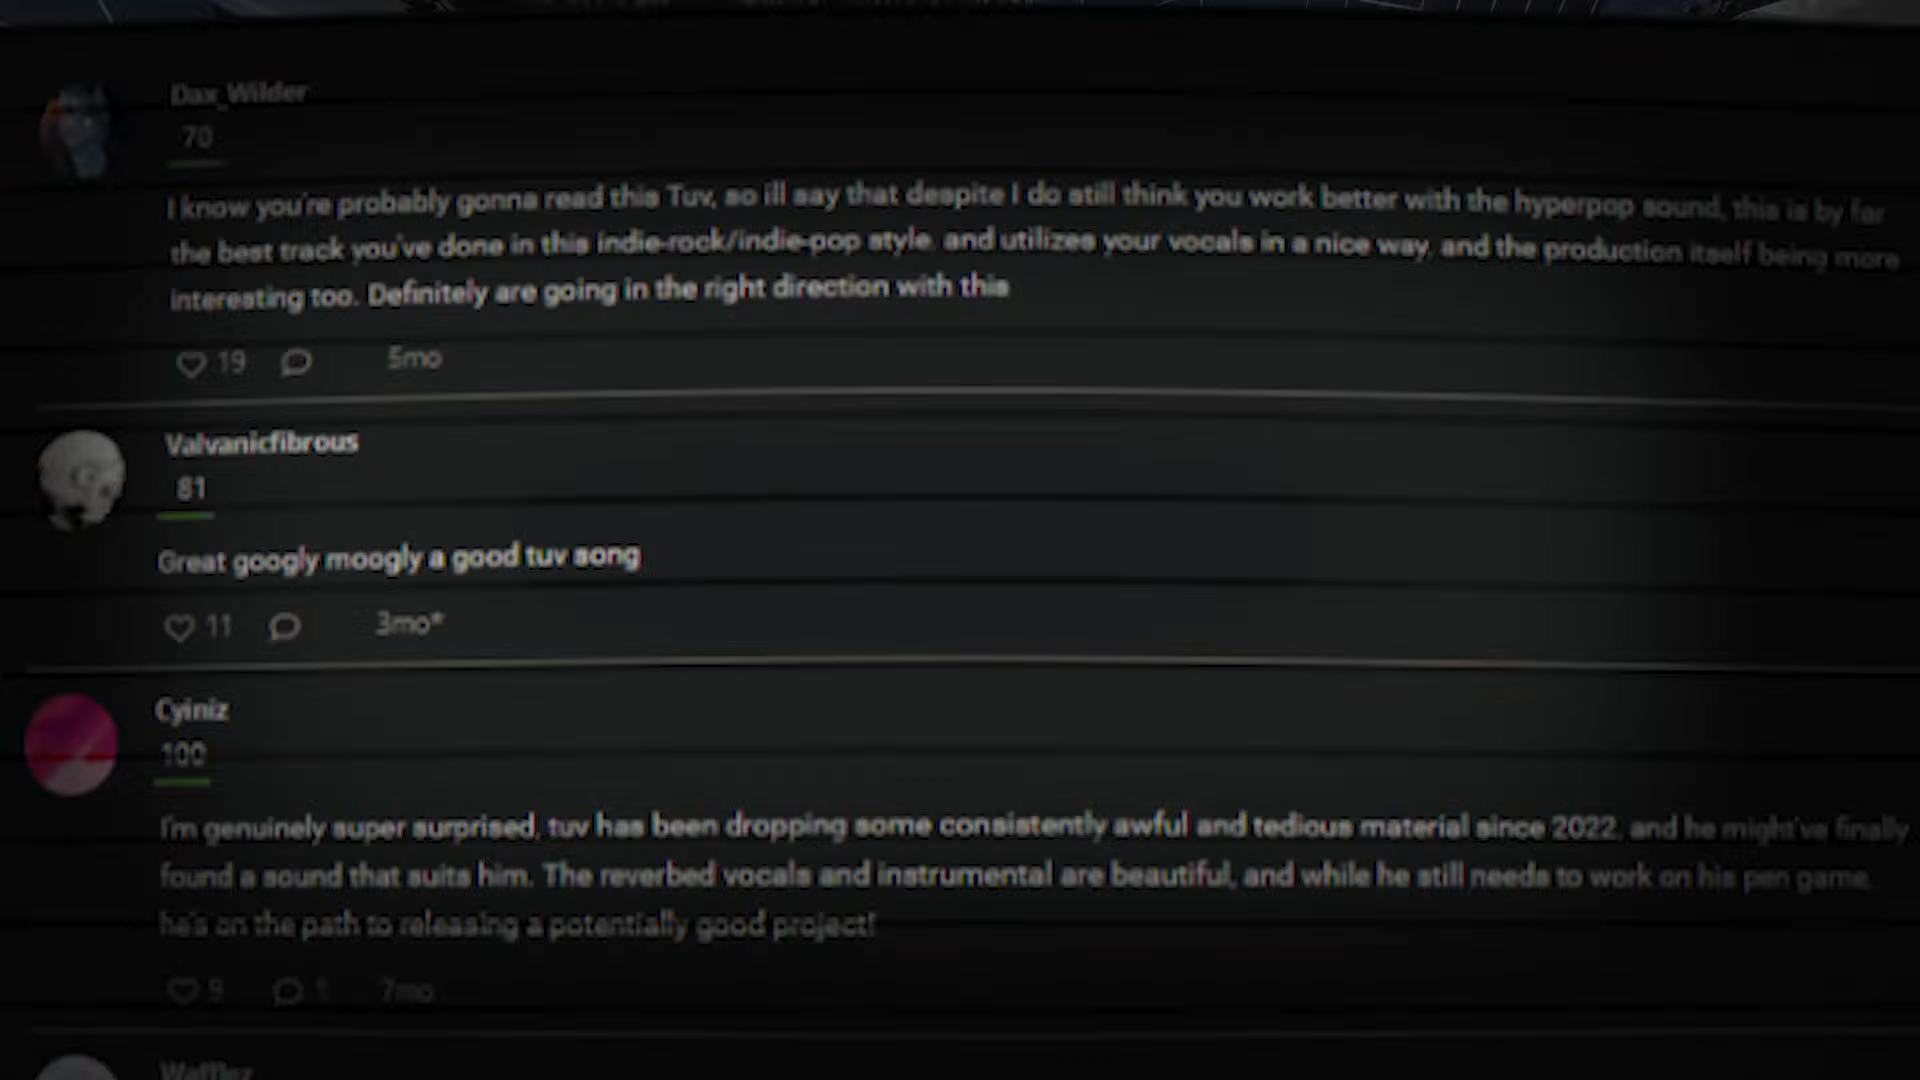 Dax_Wilder
70
I know you're probably gonna read this Tuv, so ill say that despite I do still think you work better with the hyperpop sound, this is by far
the best track you've done in this indie-rock/indie-pop style. and utilizes your vocals in a nice way, and the production itself being more
interesting too. Definitely are going in the right direction with this
19 5mo
Valvanicfibrous
81
Great googly moogly a good tuv song
11 3mo*
Cyiniz
100
I'm genuinely super surprised, tuv has been dropping some consistently awful and tedious material since 2022, and he might've finally
found a sound that suits him. The reverbed vocals and instrumental are beautiful, and while he still needs to work on his pen game,
he's on the path to releasing a potentially good project!
9 1 7mo
Wafflez